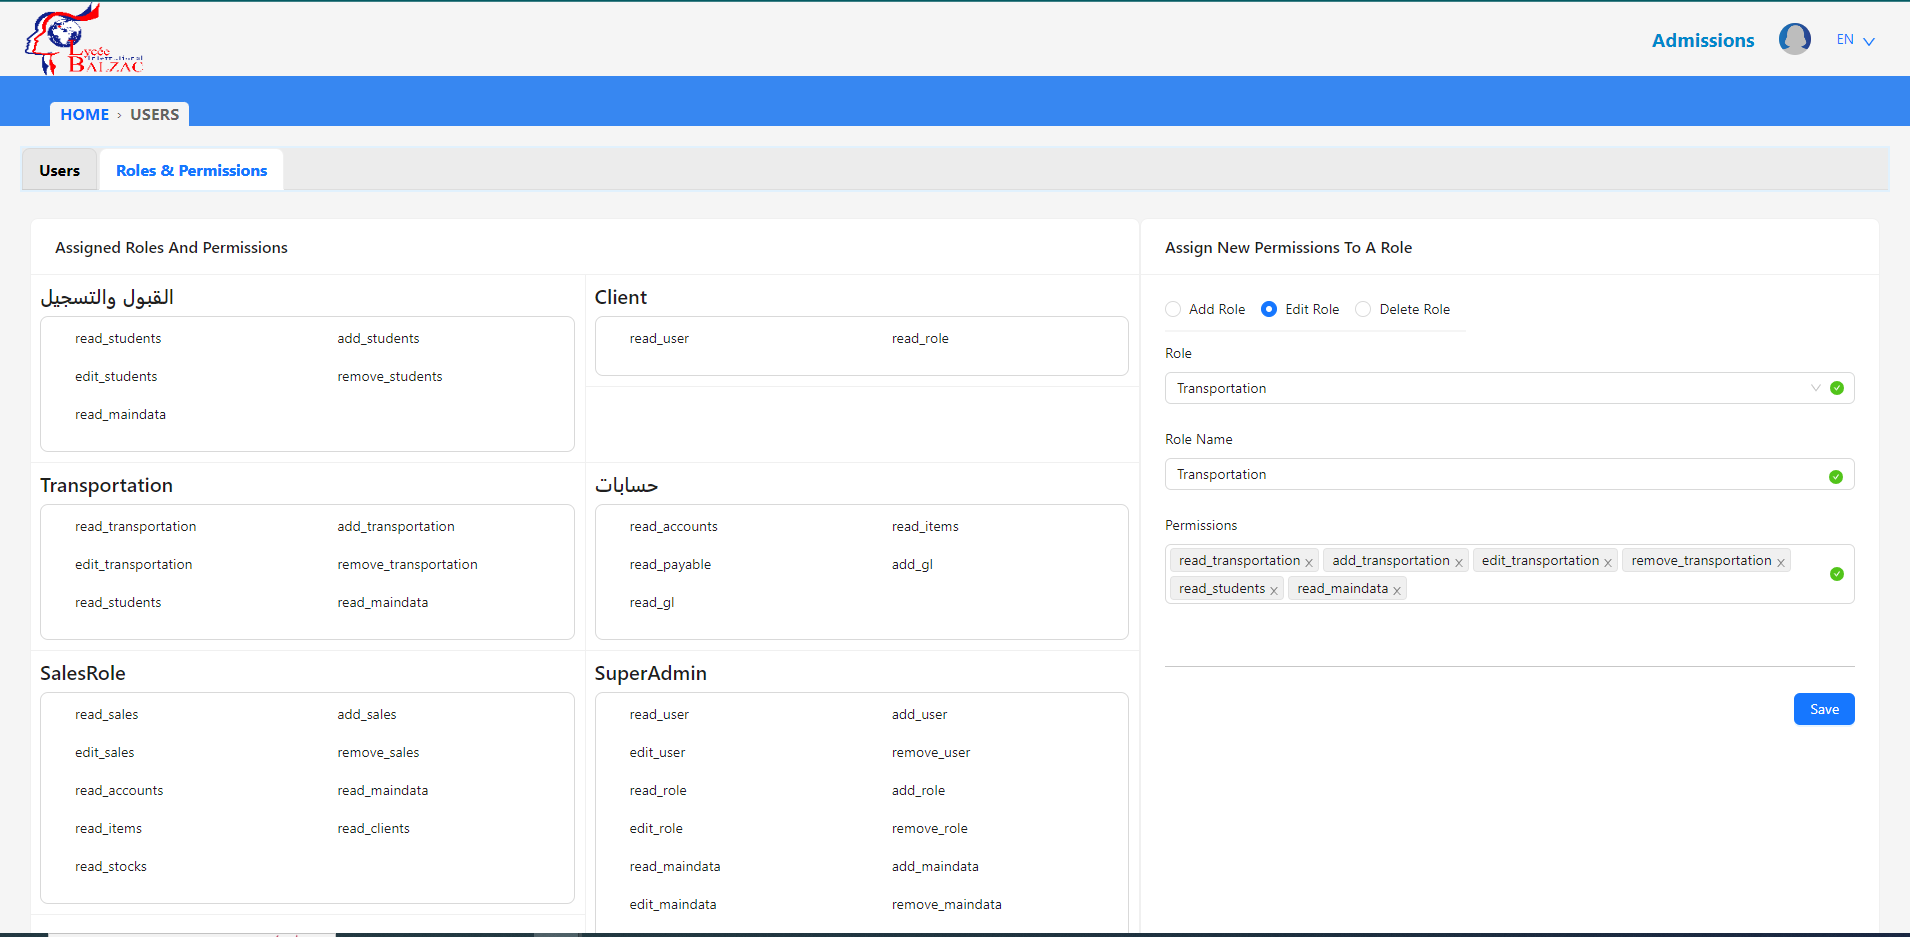 Lycée
International
BALZAC
Admissions
EN
HOME › USERS
Users
Roles & Permissions
Assigned Roles And Permissions
القبول والتسجيل
read_students add_students
edit_students remove_students
read_maindata
Client
read_user read_role
Transportation
read_transportation add_transportation
edit_transportation remove_transportation
read_students read_maindata
حسابات
read_accounts read_items
read_payable add_gl
read_gl
SalesRole
read_sales add_sales
edit_sales remove_sales
read_accounts read_maindata
read_items read_clients
read_stocks
SuperAdmin
read_user add_user
edit_user remove_user
read_role add_role
edit_role remove_role
read_maindata add_maindata
edit_maindata remove_maindata
Assign New Permissions To A Role
Add Role Edit Role Delete Role
Role
Transportation
Role Name
Transportation
Permissions
read_transportation x add_transportation x edit_transportation x remove_transportation x
read_students x read_maindata x
Save